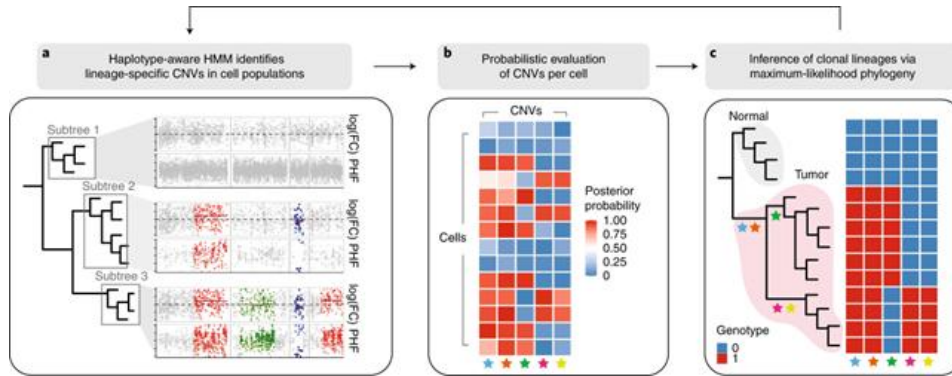 a
Haplotype-aware HMM identifies
lineage-specific CNVs in cell populations
Subtree 1
Subtree 2
Subtree 3
log(FC)
PHF
log(FC)
PHF
log(FC)
PHF
b
Probabilistic evaluation
of CNVs per cell
CNVs
Cells
Posterior
probability
1.00
0.75
0.50
0.25
0
c
Inference of clonal lineages via
maximum-likelihood phylogeny
Normal
Tumor
Genotype
0
1